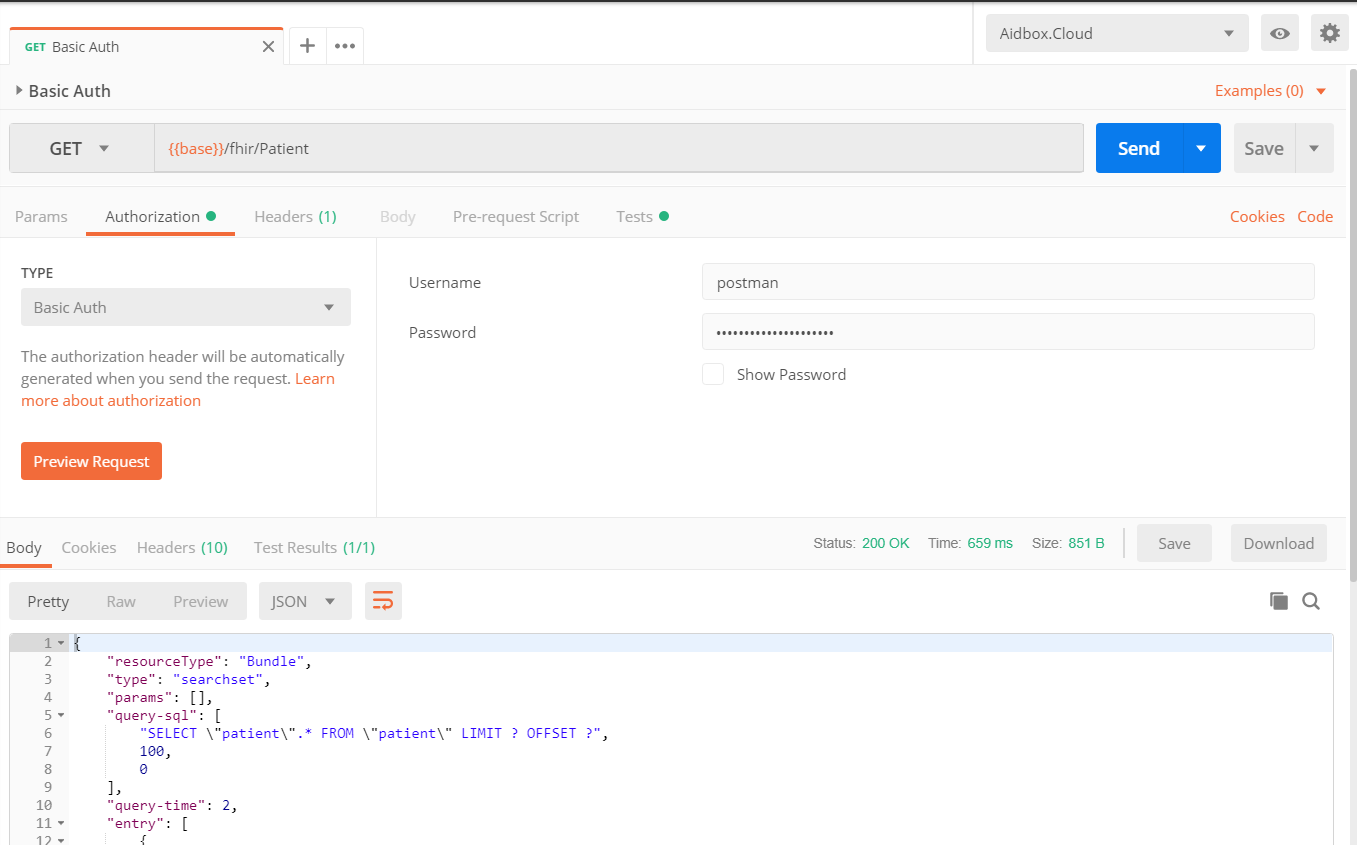 GET Basic Auth
Aidbox.Cloud
Basic Auth
Examples (0)
GET
{{base}}/fhir/Patient
Send
Save
Params
Authorization
Headers (1)
Body
Pre-request Script
Tests
Cookies
Code
TYPE
Basic Auth
The authorization header will be automatically
generated when you send the request. Learn
more about authorization
Preview Request
Username
postman
Password
•••••••••••••••••••••
Show Password
Body
Cookies
Headers (10)
Test Results (1/1)
Status: 200 OK
Time: 659 ms
Size: 851 B
Save
Download
Pretty
Raw
Preview
JSON
1 {
2 "resourceType": "Bundle",
3 "type": "searchset",
4 "params": [],
5 "query-sql": [
6 "SELECT \"patient\".* FROM \"patient\" LIMIT ? OFFSET ?",
7 100,
8 0
9 ],
10 "query-time": 2,
11 "entry": [
12 {